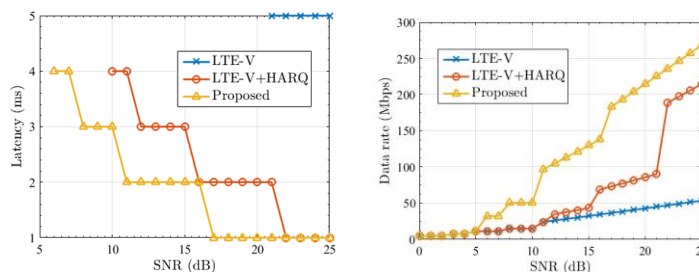 5
4
3
2
1
Latency (ms)
LTE-V
LTE-V+HARQ
Proposed
5
10
15
20
25
SNR (dB)
300
250
200
150
100
50
0
Data rate (Mbps)
LTE-V
LTE-V+HARQ
Proposed
0
5
10
15
20
SNR (dB)